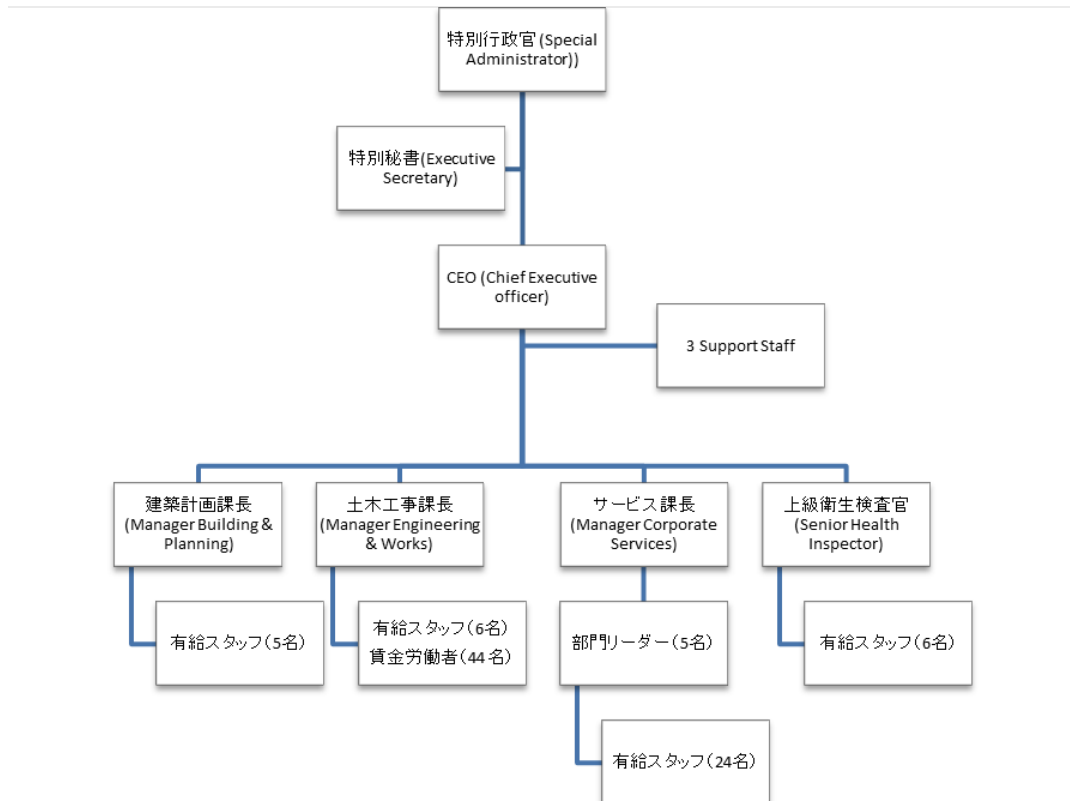 特別行政官(Special
Administrator))
特別秘書(Executive
Secretary)
CEO (Chief Executive
officer)
3 Support Staff
建築計画課長
(Manager Building &
Planning)
土木工事課長
(Manager Engineering
& Works)
サービス課長
(Manager Corporate
Services)
上級衛生検査官
(Senior Health
Inspector)
有給スタッフ(5名)
有給スタッフ(6名)
賃金労働者(44名)
部門リーダー(5名)
有給スタッフ(6名)
有給スタッフ(24名)